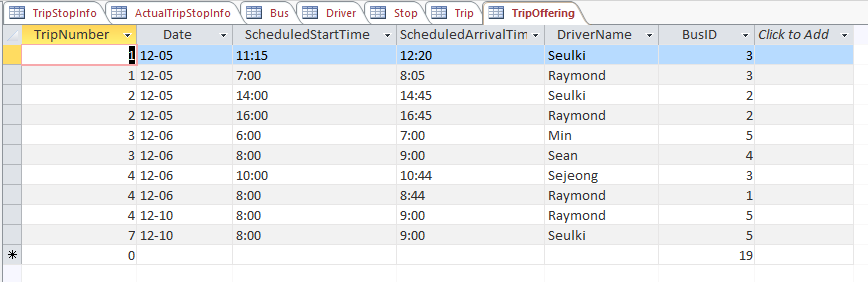 TripStopInfo ActualTripStopInfo Bus Driver Stop Trip TripOffering
TripNumber Date ScheduledStartTime ScheduledArrivalTim DriverName BusID Click to Add
1 12-05 11:15 12:20 Seulki 3
1 12-05 7:00 8:05 Raymond 3
2 12-05 14:00 14:45 Seulki 2
2 12-05 16:00 16:45 Raymond 2
3 12-06 6:00 7:00 Min 5
3 12-06 8:00 9:00 Sean 4
4 12-06 10:00 10:44 Sejeong 3
4 12-06 8:00 8:44 Raymond 1
4 12-10 8:00 9:00 Raymond 5
7 12-10 8:00 9:00 Seulki 5
0 19